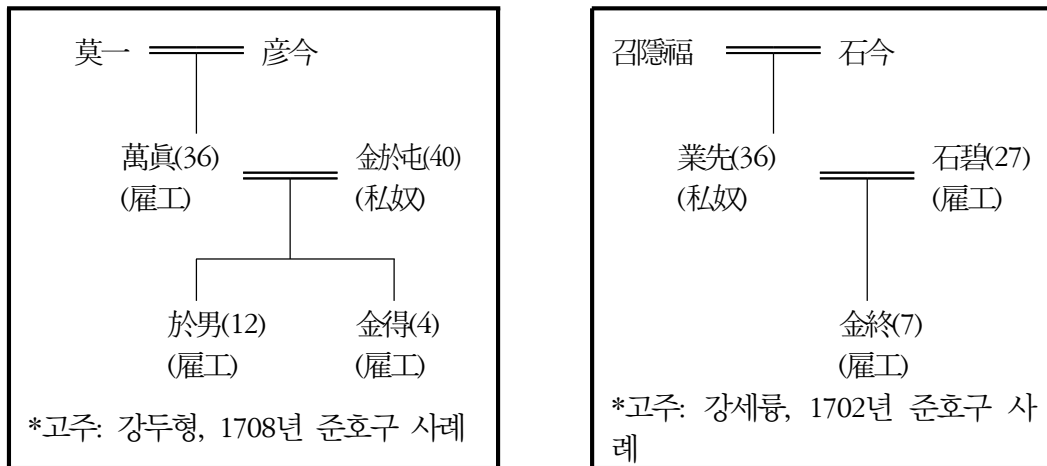 莫一 彦今
萬眞(36) 金於屯(40)
(雇工) (私奴)
於男(12) 金得(4)
(雇工) (雇工)
*고주: 강두형, 1708년 준호구 사례
召隱福 石今
業先(36) 石碧(27)
(私奴) (雇工)
金終(7)
(雇工)
*고주: 강세륭, 1702년 준호구 사
례